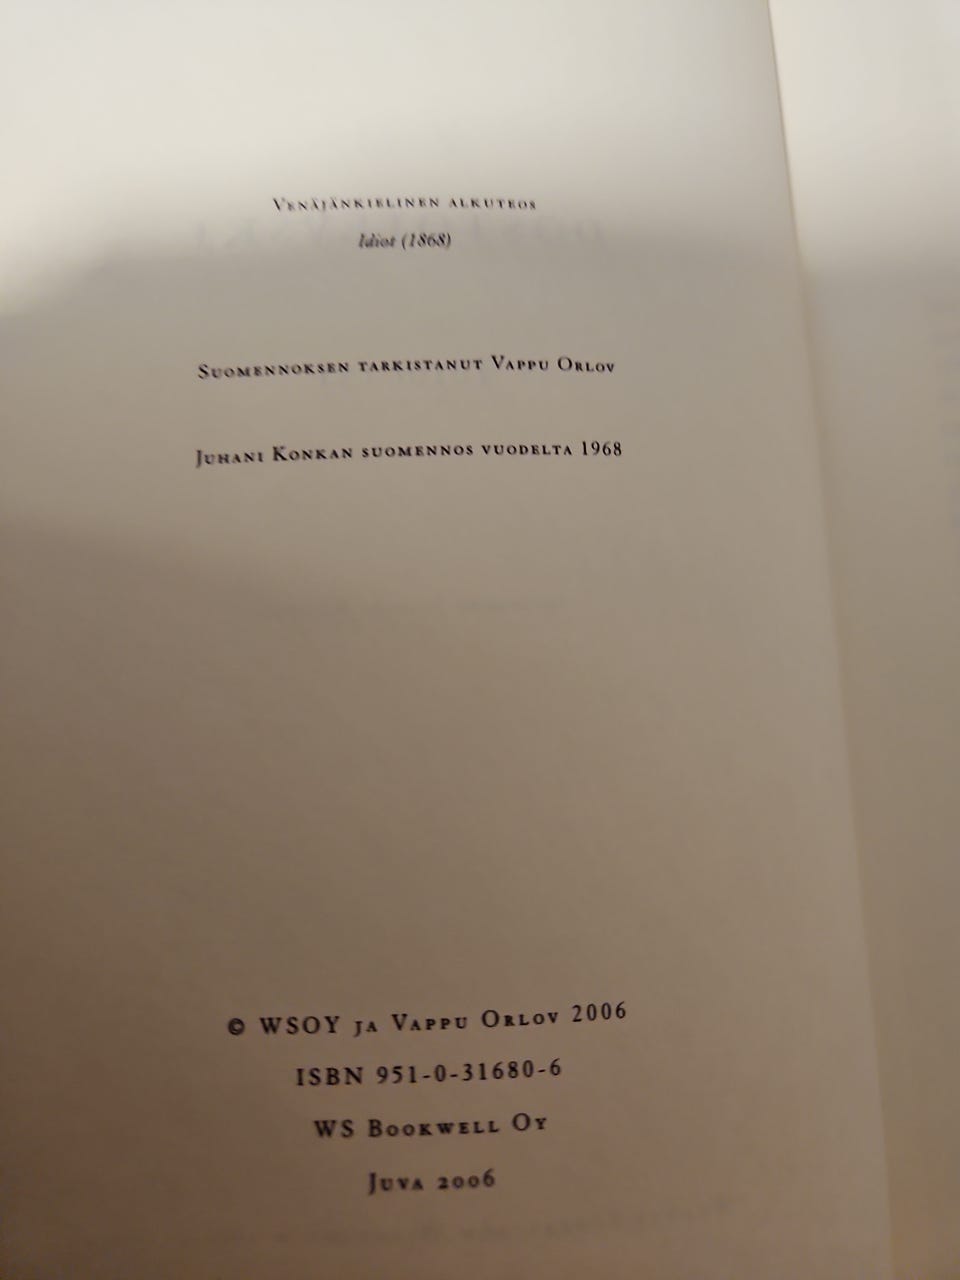 Venäjänkielinen alkuteos
Idiot (1868)
Suomennoksen tarkistanut Vappu Orlov
Juhani Konkan suomennos vuodelta 1968
© WSOY ja Vappu Orlov 2006
ISBN 951-0-31680-6
WS Bookwell Oy
Juva 2006